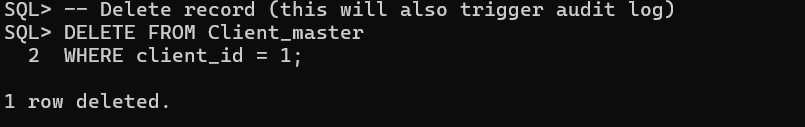 SQL> -- Delete record (this will also trigger audit log)
SQL> DELETE FROM Client_master
  2  WHERE client_id = 1;
1 row deleted.